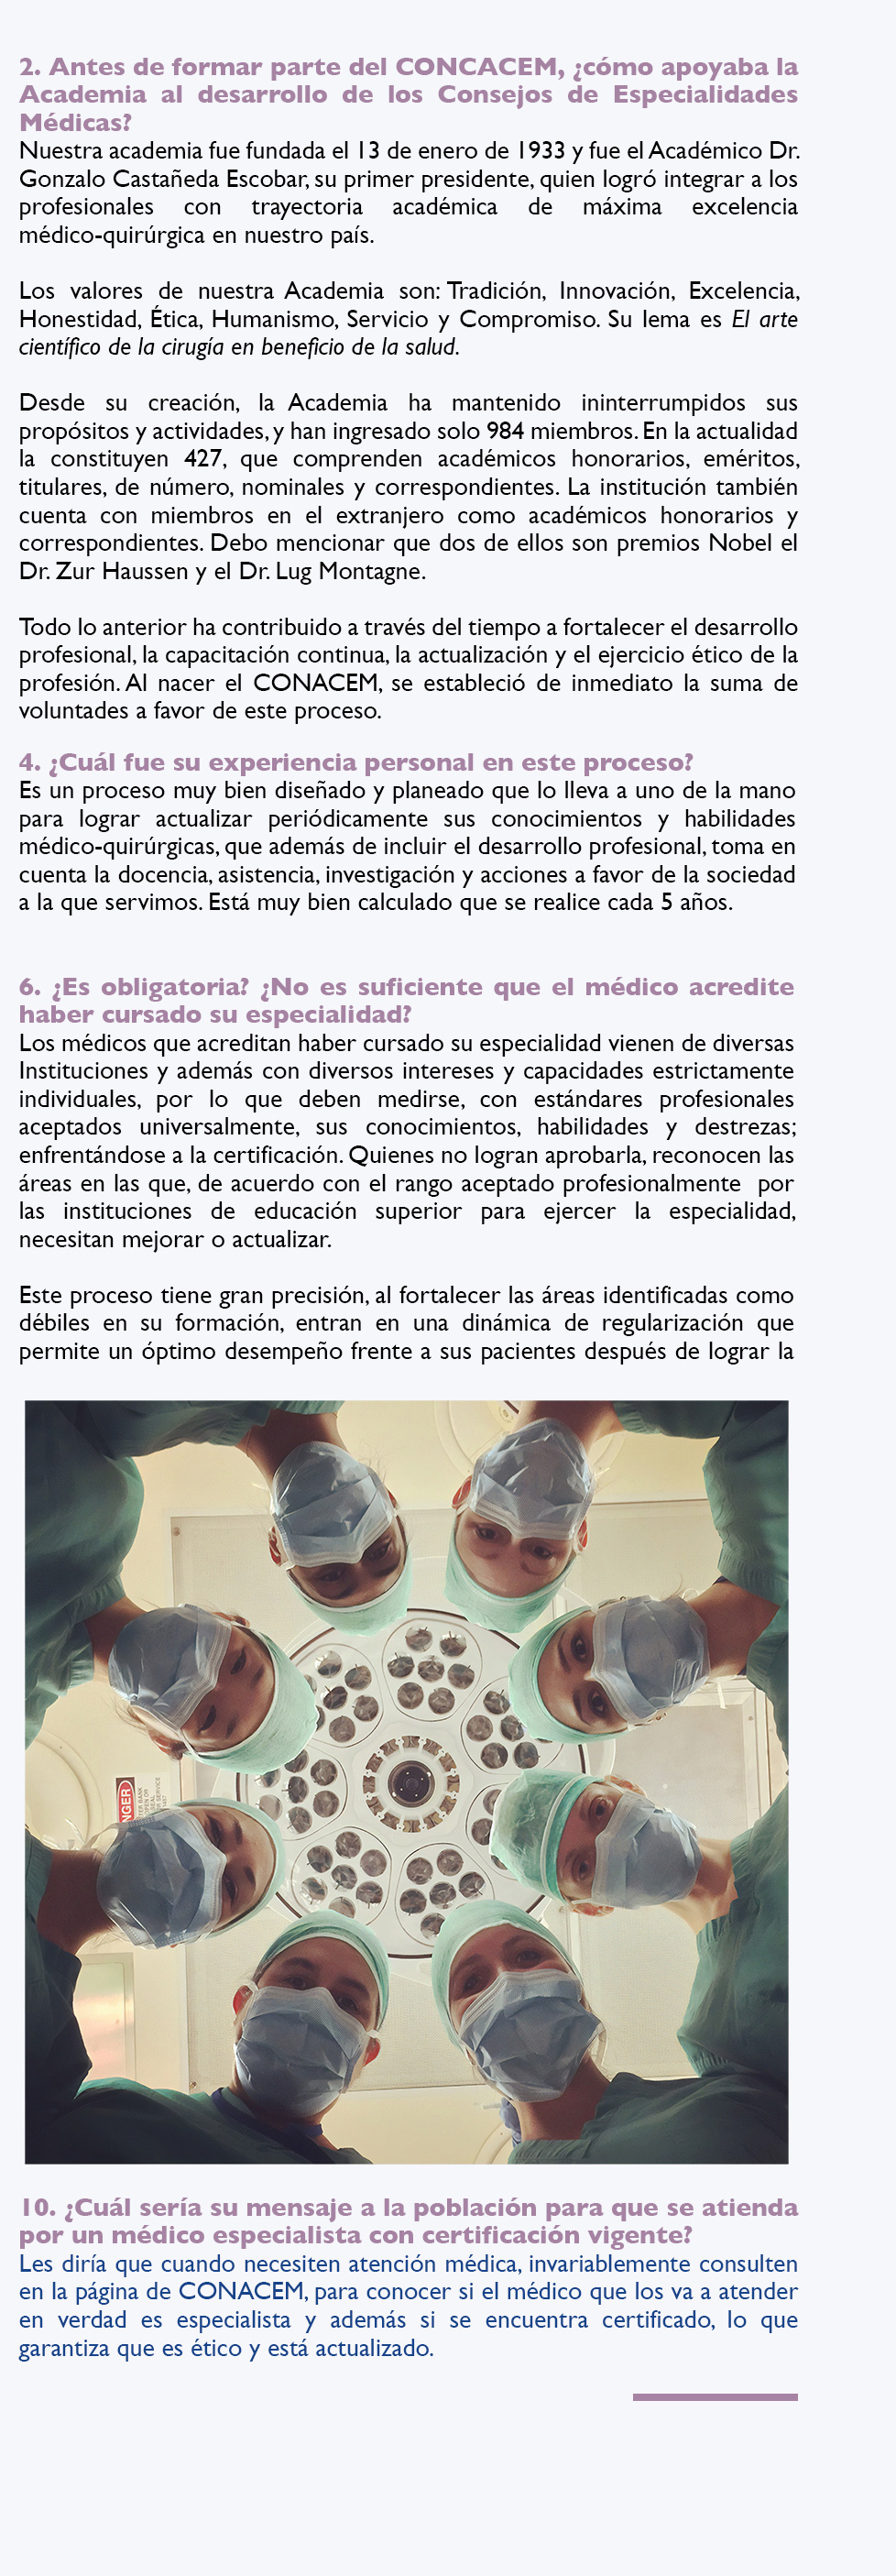 2. Antes de formar parte del CONCACEM, ¿cómo apoyaba la
Academia al desarrollo de los Consejos de Especialidades
Médicas?
Nuestra academia fue fundada el 13 de enero de 1933 y fue el Académico Dr.
Gonzalo Castañeda Escobar, su primer presidente, quien logró integrar a los
profesionales con trayectoria académica de máxima excelencia
médico-quirúrgica en nuestro país.
Los valores de nuestra Academia son: Tradición, Innovación, Excelencia,
Honestidad, Ética, Humanismo, Servicio y Compromiso. Su lema es El arte
científico de la cirugía en beneficio de la salud.
Desde su creación, la Academia ha mantenido ininterrumpidos sus
propósitos y actividades, y han ingresado solo 984 miembros. En la actualidad
la constituyen 427, que comprenden académicos honorarios, eméritos,
titulares, de número, nominales y correspondientes. La institución también
cuenta con miembros en el extranjero como académicos honorarios y
correspondientes. Debo mencionar que dos de ellos son premios Nobel el
Dr. Zur Haussen y el Dr. Lug Montagne.
Todo lo anterior ha contribuido a través del tiempo a fortalecer el desarrollo
profesional, la capacitación continua, la actualización y el ejercicio ético de la
profesión. Al nacer el CONACEM, se estableció de inmediato la suma de
voluntades a favor de este proceso.
4. ¿Cuál fue su experiencia personal en este proceso?
Es un proceso muy bien diseñado y planeado que lo lleva a uno de la mano
para lograr actualizar periódicamente sus conocimientos y habilidades
médico-quirúrgicas, que además de incluir el desarrollo profesional, toma en
cuenta la docencia, asistencia, investigación y acciones a favor de la sociedad
a la que servimos. Está muy bien calculado que se realice cada 5 años.
6. ¿Es obligatoria? ¿No es suficiente que el médico acredite
haber cursado su especialidad?
Los médicos que acreditan haber cursado su especialidad vienen de diversas
Instituciones y además con diversos intereses y capacidades estrictamente
individuales, por lo que deben medirse, con estándares profesionales
aceptados universalmente, sus conocimientos, habilidades y destrezas;
enfrentándose a la certificación. Quienes no logran aprobarla, reconocen las
áreas en las que, de acuerdo con el rango aceptado profesionalmente por
las instituciones de educación superior para ejercer la especialidad,
necesitan mejorar o actualizar.
Este proceso tiene gran precisión, al fortalecer las áreas identificadas como
débiles en su formación, entran en una dinámica de regularización que
permite un óptimo desempeño frente a sus pacientes después de lograr la
10. ¿Cuál sería su mensaje a la población para que se atienda
por un médico especialista con certificación vigente?
Les diría que cuando necesiten atención médica, invariablemente consulten
en la página de CONACEM, para conocer si el médico que los va a atender
en verdad es especialista y además si se encuentra certificado, lo que
garantiza que es ético y está actualizado.